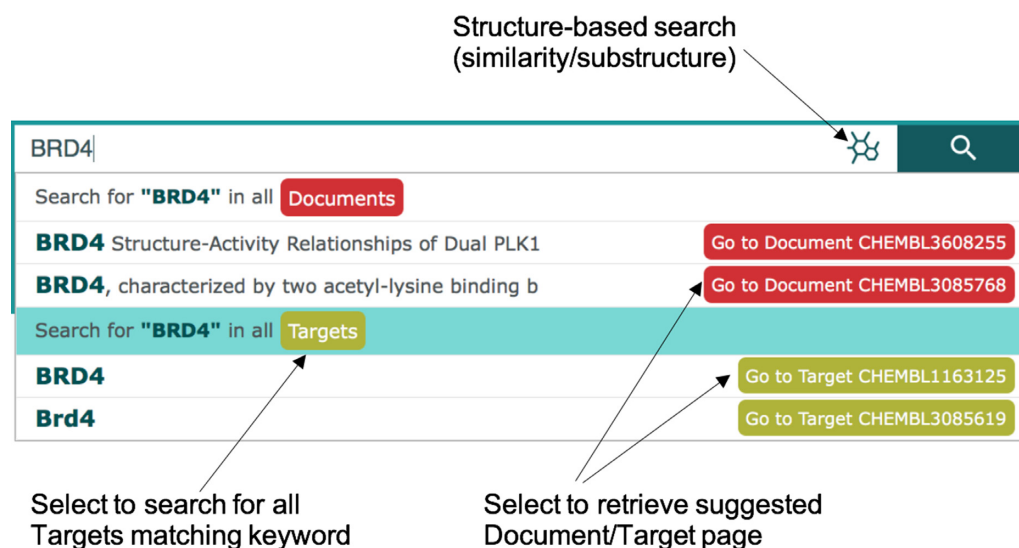 Structure-based search
(similarity/substructure)
BRD4
Search for "BRD4" in all Documents
BRD4 Structure-Activity Relationships of Dual PLK1 Go to Document CHEMBL3608255
BRD4, characterized by two acetyl-lysine binding b Go to Document CHEMBL3085768
Search for "BRD4" in all Targets
BRD4 Go to Target CHEMBL1163125
Brd4 Go to Target CHEMBL3085619
Select to search for all
Targets matching keyword
Select to retrieve suggested
Document/Target page